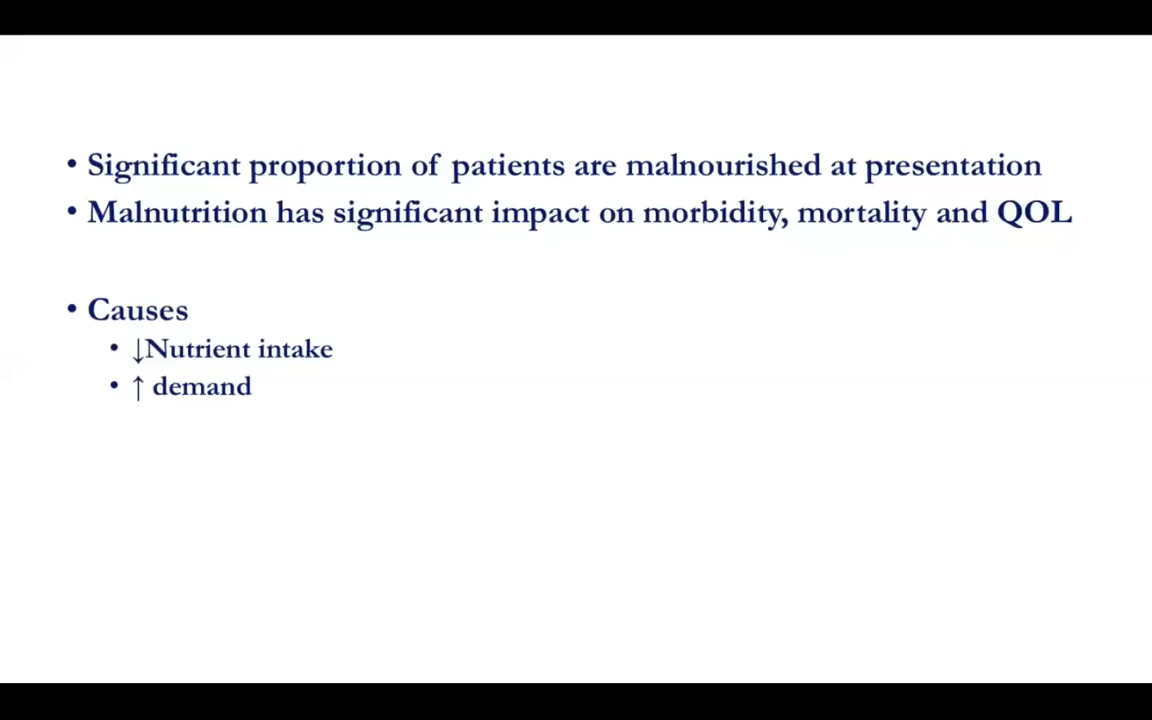 • Significant proportion of patients are malnourished at presentation
• Malnutrition has significant impact on morbidity, mortality and QOL
• Causes
• ↓Nutrient intake
• ↑ demand